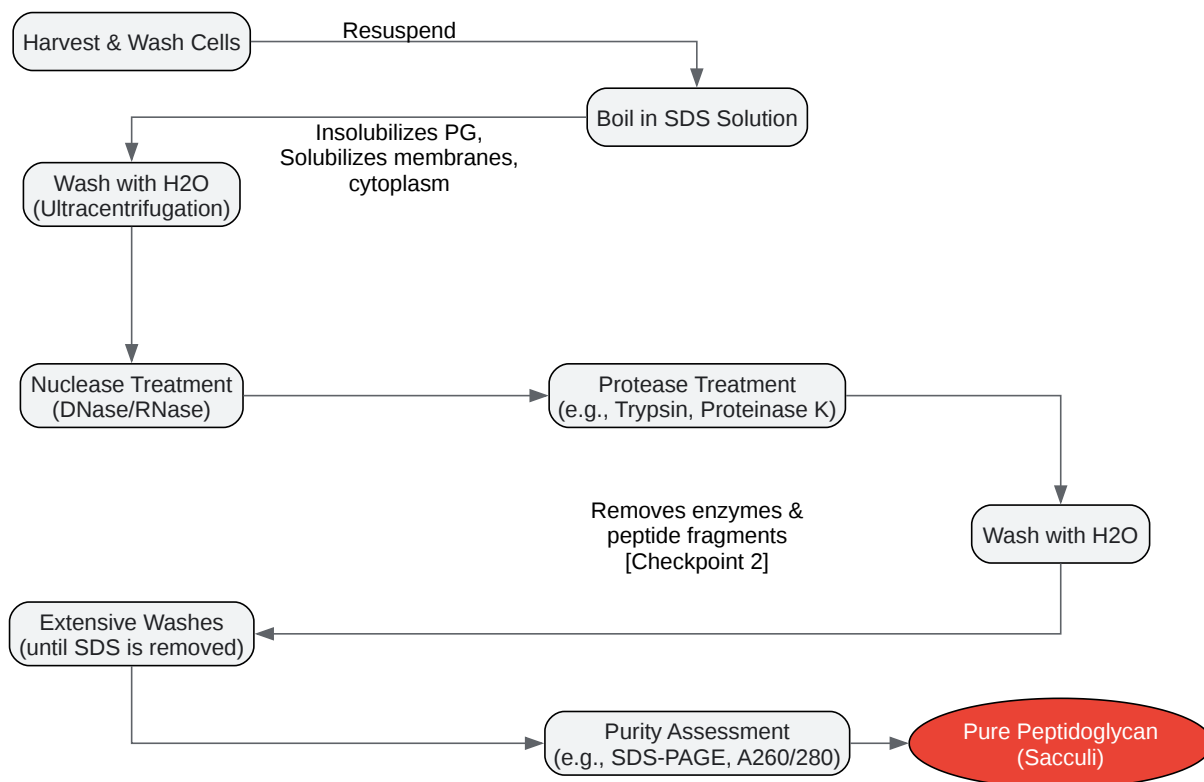 Harvest & Wash Cells
Resuspend
Boil in SDS Solution
Insolubilizes PG,
Solubilizes membranes,
cytoplasm
Wash with H2O
(Ultracentrifugation)
Nuclease Treatment
(DNase/RNase)
Protease Treatment
(e.g., Trypsin, Proteinase K)
Removes enzymes &
peptide fragments
[Checkpoint 2]
Wash with H2O
Extensive Washes
(until SDS is removed)
Purity Assessment
(e.g., SDS-PAGE, A260/280)
Pure Peptidoglycan
(Sacculi)